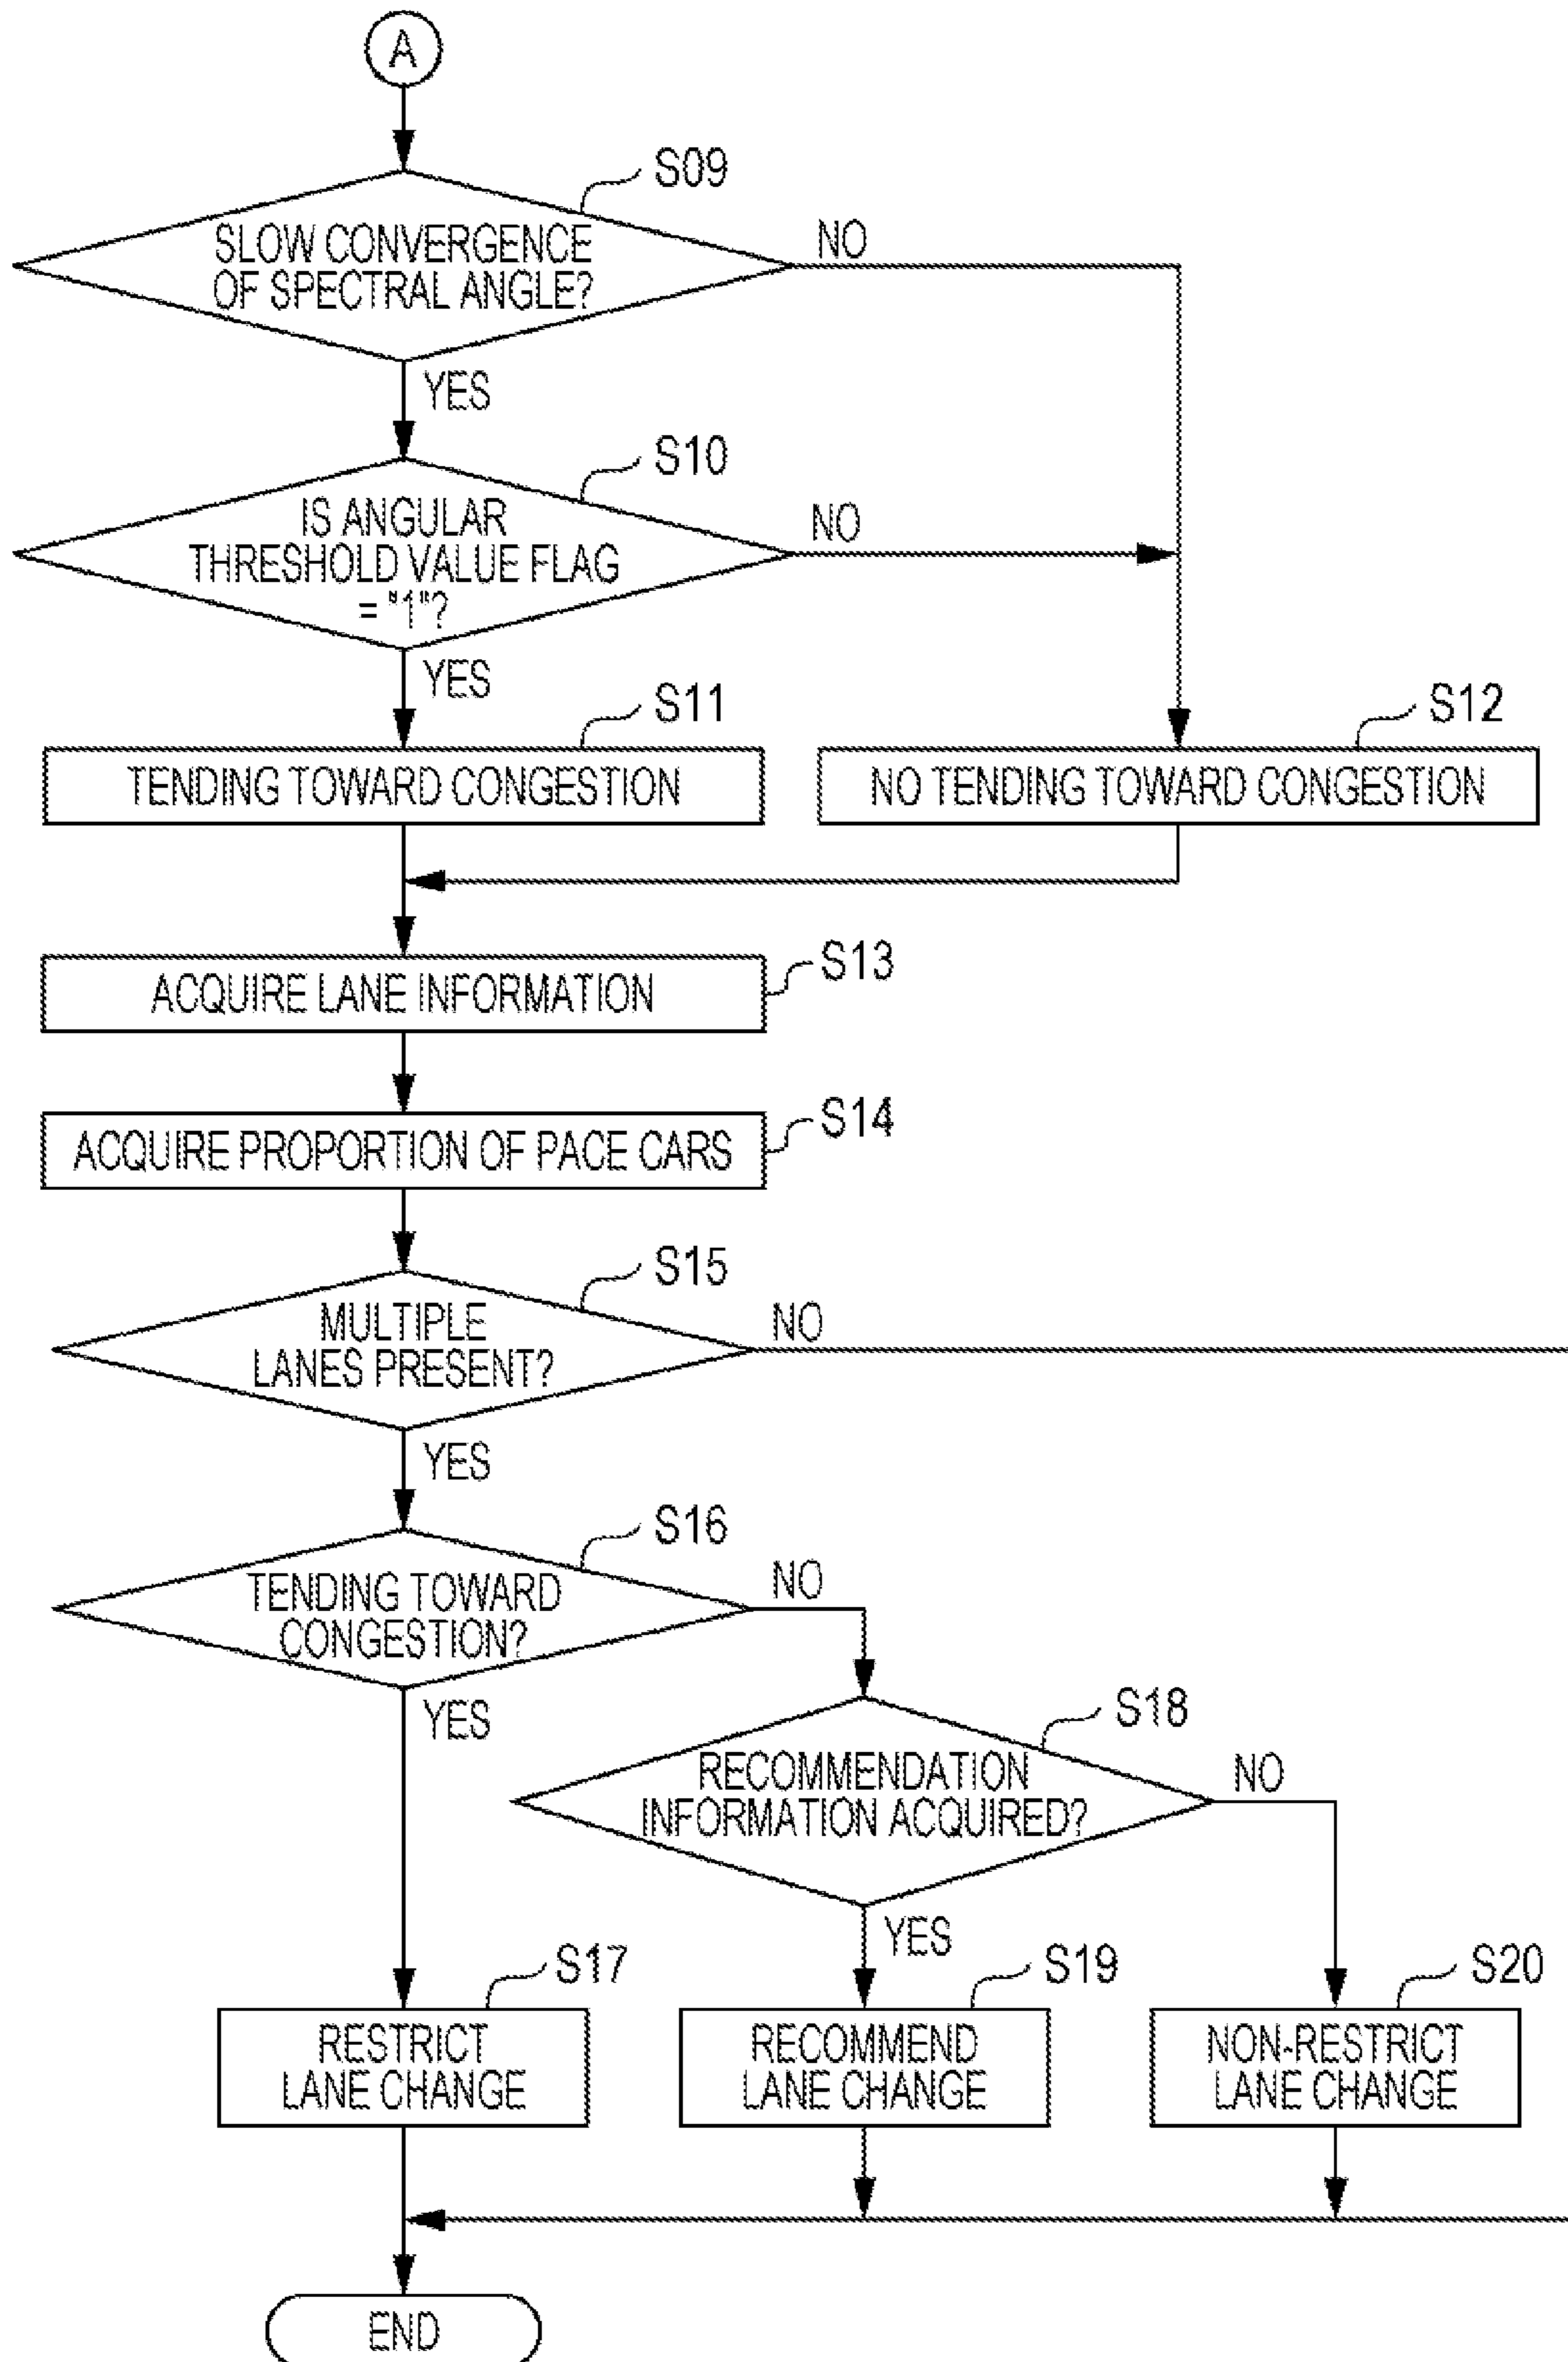 A
S09
SLOW CONVERGENCE
OF SPECTRAL ANGLE?
NO
YES
S10
IS ANGULAR
THRESHOLD VALUE FLAG
= "1"?
NO
YES
S11
TENDING TOWARD CONGESTION
S12
NO TENDING TOWARD CONGESTION
S13
ACQUIRE LANE INFORMATION
S14
ACQUIRE PROPORTION OF PACE CARS
S15
MULTIPLE
LANES PRESENT?
NO
YES
S16
TENDING TOWARD
CONGESTION?
NO
YES
S18
RECOMMENDATION
INFORMATION ACQUIRED?
NO
YES
S17
RESTRICT
LANE CHANGE
S19
RECOMMEND
LANE CHANGE
S20
NON-RESTRICT
LANE CHANGE
END